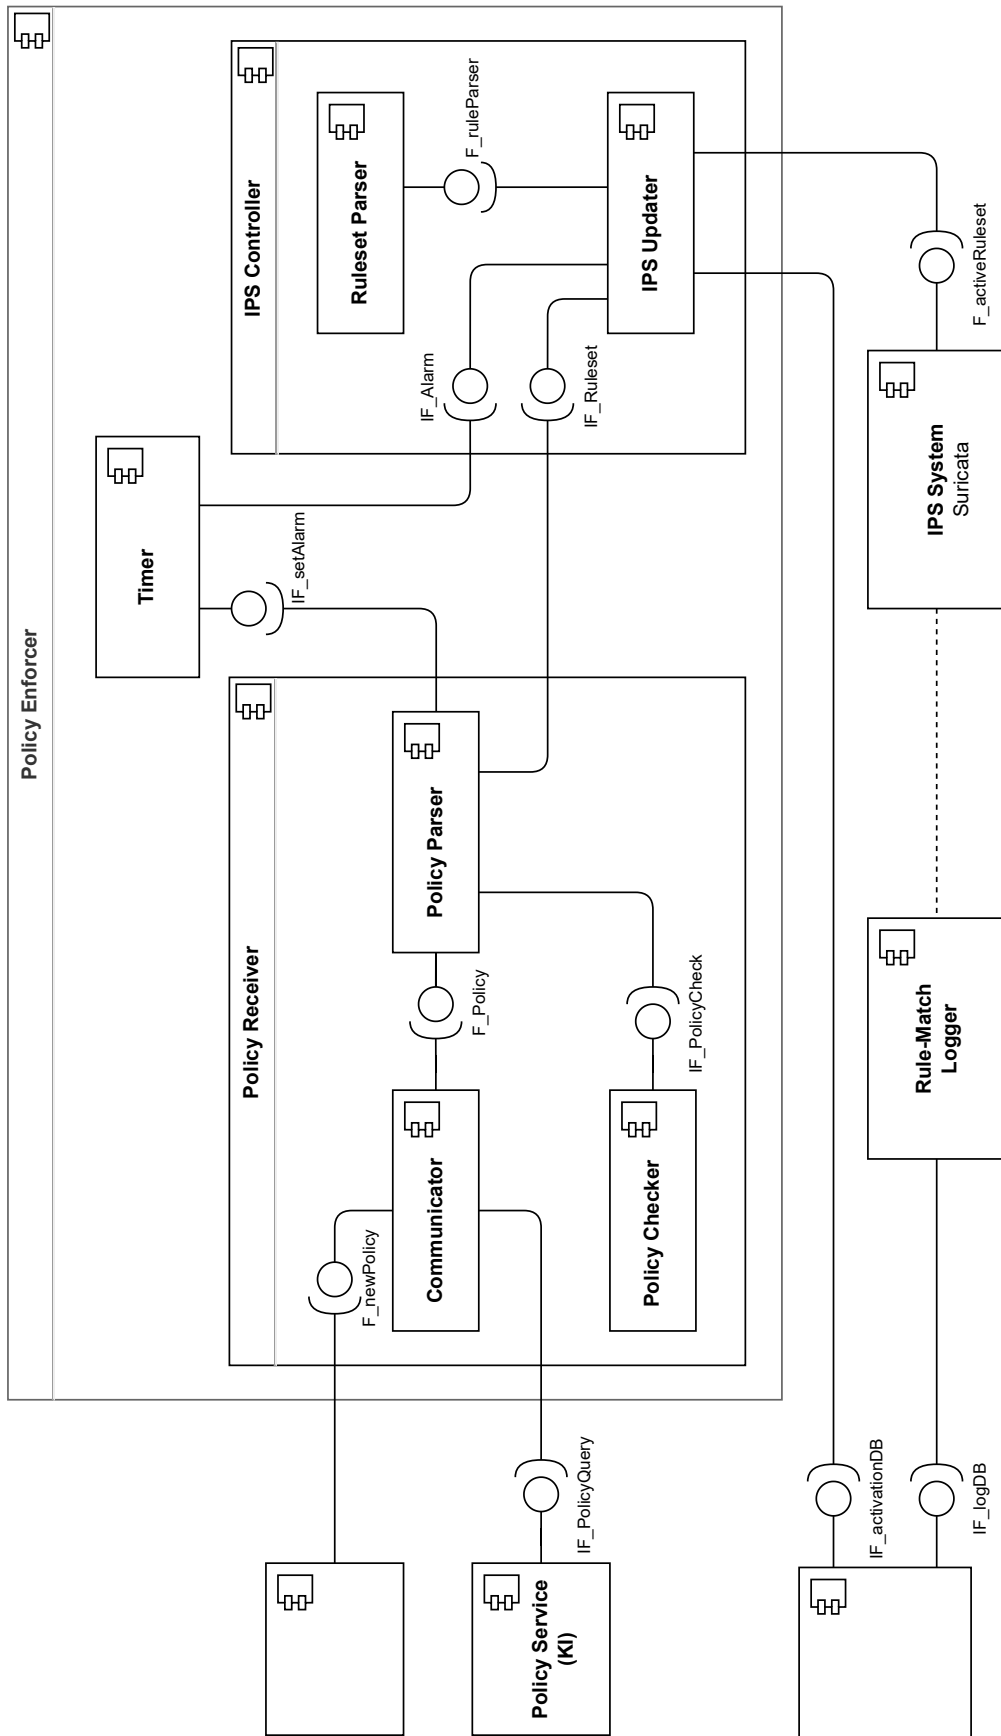 Policy Enforcer
IPS Controller
Ruleset Parser
F_ruleParser
IPS Updater
IF_Alarm
IF_Ruleset
F_activeRuleset
Timer
IF_setAlarm
IPS System
Suricata
Policy Receiver
Policy Parser
F_Policy
IF_PolicyCheck
Communicator
Policy Checker
F_newPolicy
Rule-Match
Logger
IF_PolicyQuery
IF_activationDB
IF_logDB
Policy Service
(KI)